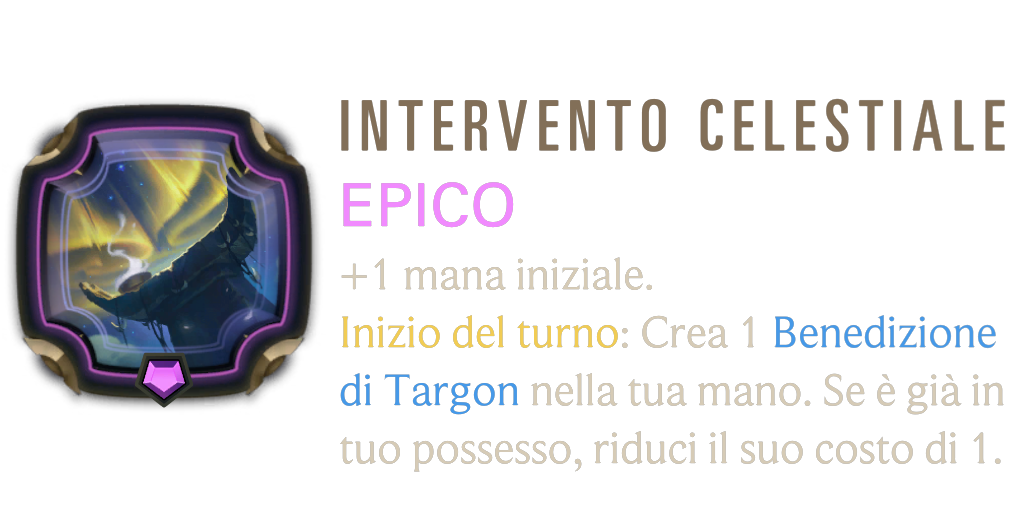 INTERVENTO CELESTIALE
EPICO
+1 mana iniziale.
Inizio del turno: Crea 1 Benedizione
di Targon nella tua mano. Se è già in
tuo possesso, riduci il suo costo di 1.